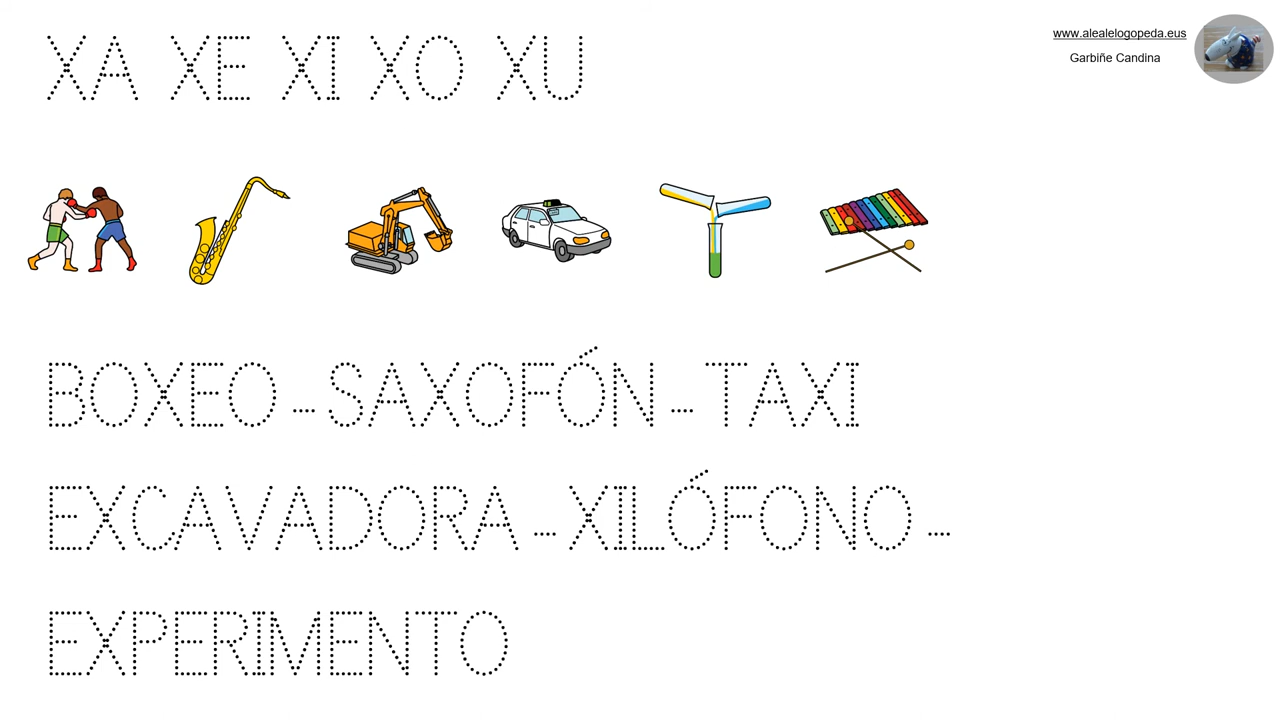 XA XE XI XO XU
www.alealelogopeda.eus
Garbiñe Candina
BOXEO - SAXOFÓN - TAXI
EXCAVADORA - XILÓFONO -
EXPERIMENTO